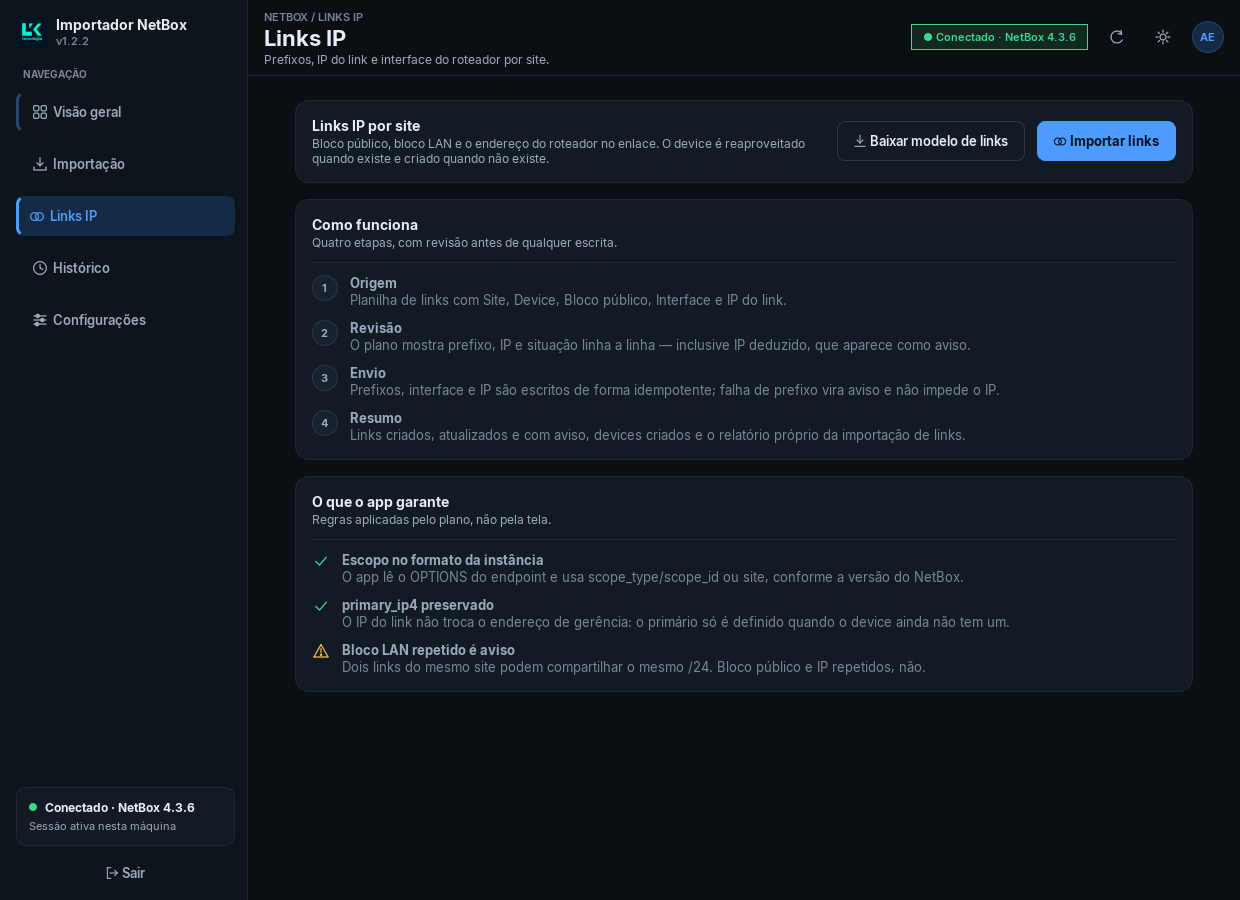 Importador NetBox
v1.2.2
NAVEGAÇÃO
Visão geral
Importação
Links IP
Histórico
Configurações
Conectado · NetBox 4.3.6
Sessão ativa nesta máquina
Sair
NETBOX / LINKS IP
Links IP
Prefixos, IP do link e interface do roteador por site.
Conectado · NetBox 4.3.6
AE
Links IP por site
Bloco público, bloco LAN e o endereço do roteador no enlace. O device é reaproveitado
quando existe e criado quando não existe.
Baixar modelo de links
Importar links
Como funciona
Quatro etapas, com revisão antes de qualquer escrita.
1
Origem
Planilha de links com Site, Device, Bloco público, Interface e IP do link.
2
Revisão
O plano mostra prefixo, IP e situação linha a linha — inclusive IP deduzido, que aparece como aviso.
3
Envio
Prefixos, interface e IP são escritos de forma idempotente; falha de prefixo vira aviso e não impede o IP.
4
Resumo
Links criados, atualizados e com aviso, devices criados e o relatório próprio da importação de links.
O que o app garante
Regras aplicadas pelo plano, não pela tela.
Escopo no formato da instância
O app lê o OPTIONS do endpoint e usa scope_type/scope_id ou site, conforme a versão do NetBox.
primary_ip4 preservado
O IP do link não troca o endereço de gerência: o primário só é definido quando o device ainda não tem um.
Bloco LAN repetido é aviso
Dois links do mesmo site podem compartilhar o mesmo /24. Bloco público e IP repetidos, não.